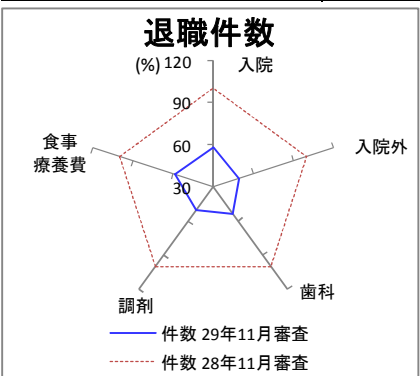 退職件数
(%) 120 入院
90
60
30
入院外
食事
療養費
調剤
歯科
件数 29年11月審査
件数 28年11月審査